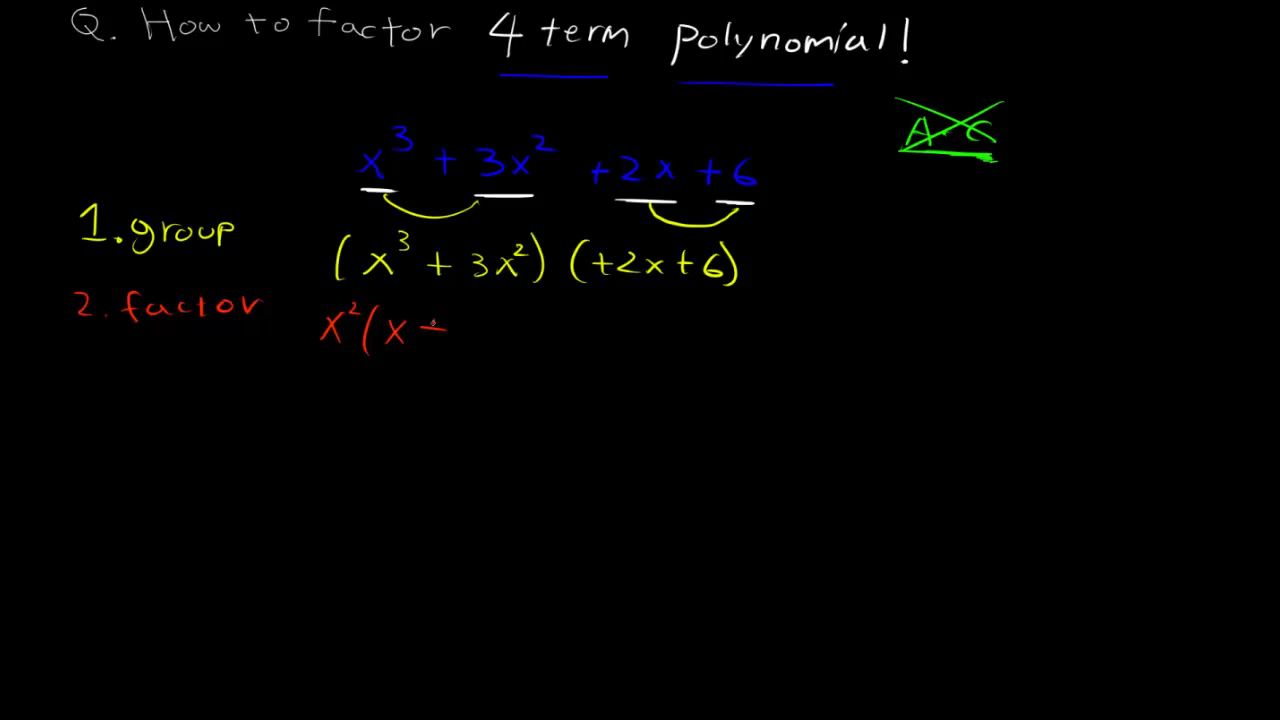 Q. How to factor 4 term polynomial!
A·C
x³ + 3x² + 2x + 6
1. group (x³ + 3x²) (+2x + 6)
2. factor x²(x −